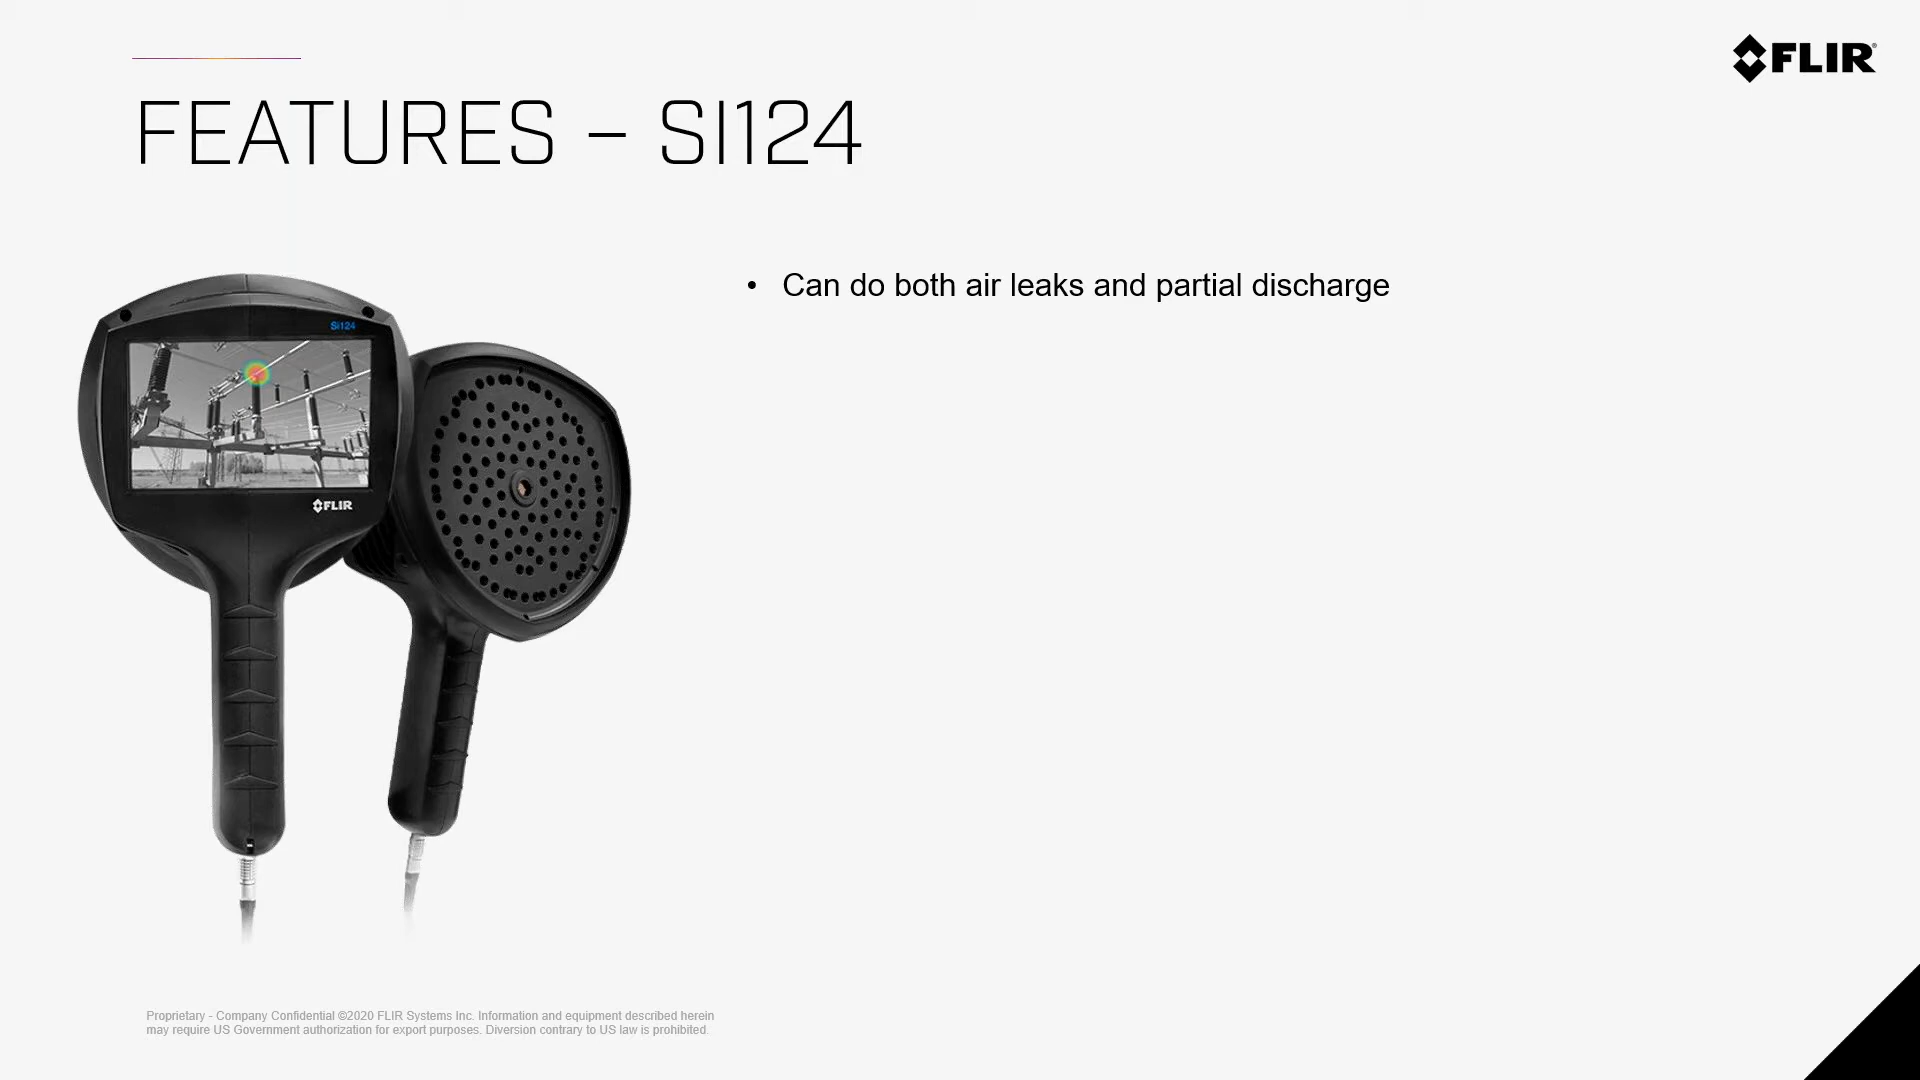 FLIR®
FEATURES – SI124
• Can do both air leaks and partial discharge
Si124
FLIR
Proprietary - Company Confidential ©2020 FLIR Systems Inc. Information and equipment described herein
may require US Government authorization for export purposes. Diversion contrary to US law is prohibited.